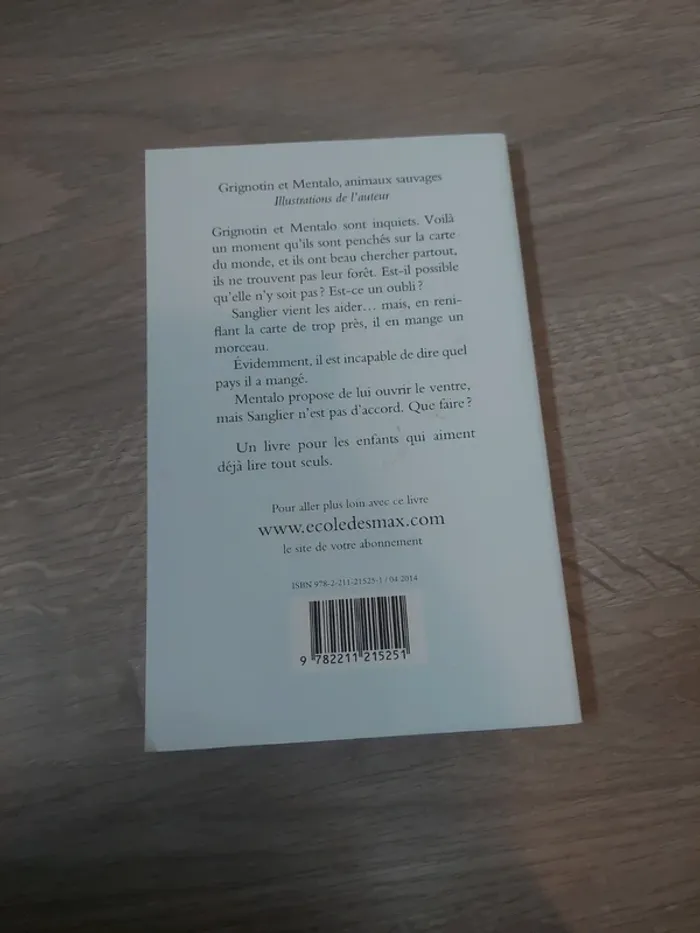 Grignotin et Mentalo, animaux sauvages
Illustrations de l'auteur
Grignotin et Mentalo sont inquiets. Voilà
un moment qu'ils sont penchés sur la carte
du monde, et ils ont beau chercher partout,
ils ne trouvent pas leur forêt. Est-il possible
qu'elle n'y soit pas ? Est-ce un oubli ?
Sanglier vient les aider... mais, en reni-
flant la carte de trop près, il en mange un
morceau.
Évidemment, il est incapable de dire quel
pays il a mangé.
Mentalo propose de lui ouvrir le ventre,
mais Sanglier n'est pas d'accord. Que faire ?
Un livre pour les enfants qui aiment
déjà lire tout seuls.
Pour aller plus loin avec ce livre
www.ecoledesmax.com
le site de votre abonnement
ISBN 978-2-211-21525-1 / 04 2014
9 782211 215251